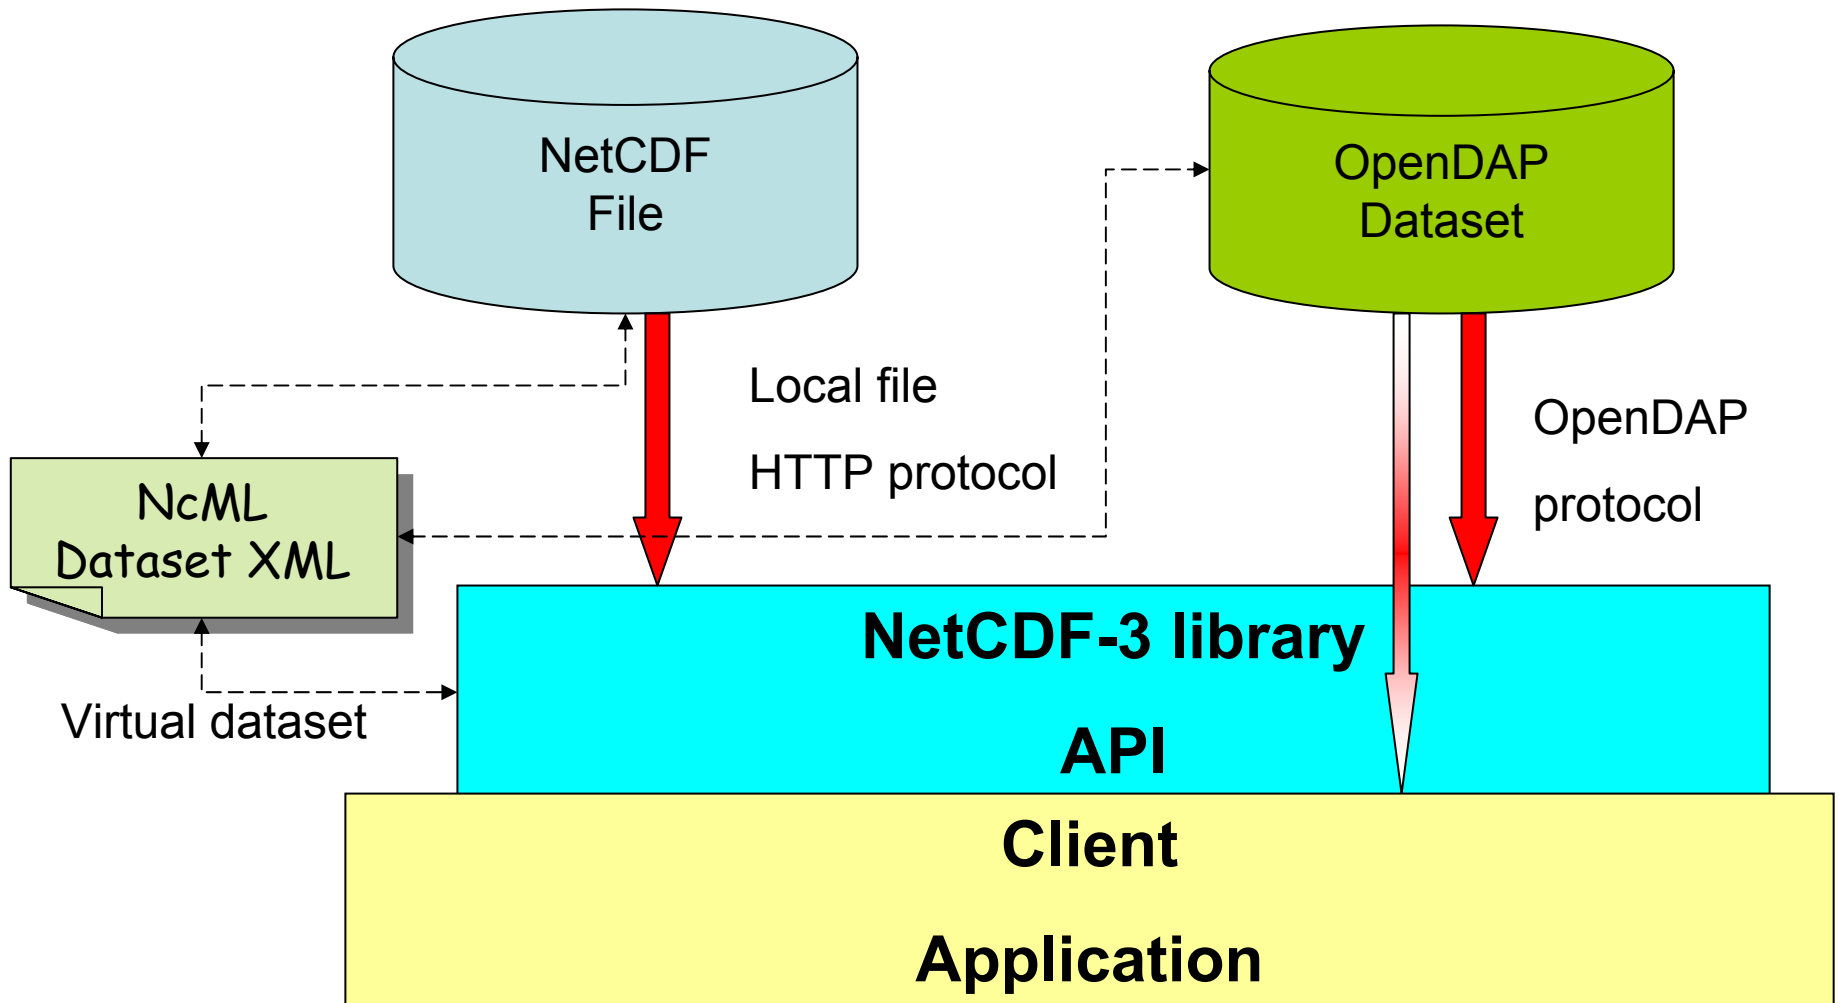 NetCDF
File
OpenDAP
Dataset
Local file
HTTP protocol
OpenDAP
protocol
NcML
Dataset XML
Virtual dataset
NetCDF-3 library
API
Client
Application